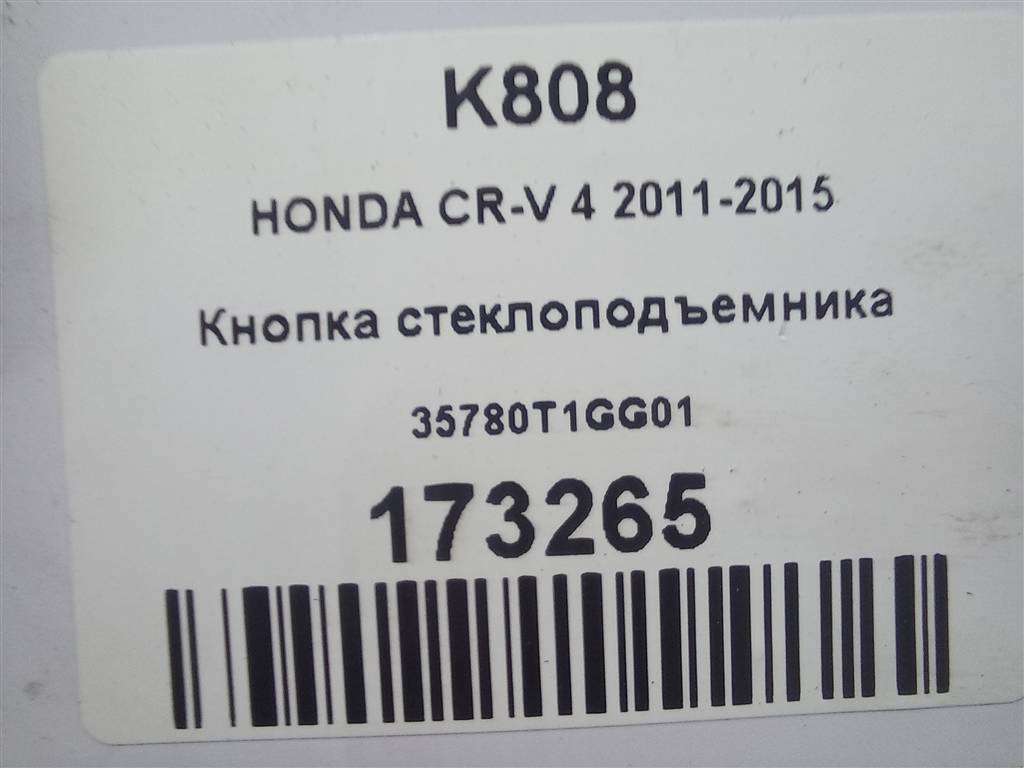 K808
HONDA CR-V 4 2011-2015
Кнопка стеклоподъемника
35780T1GG01
173265